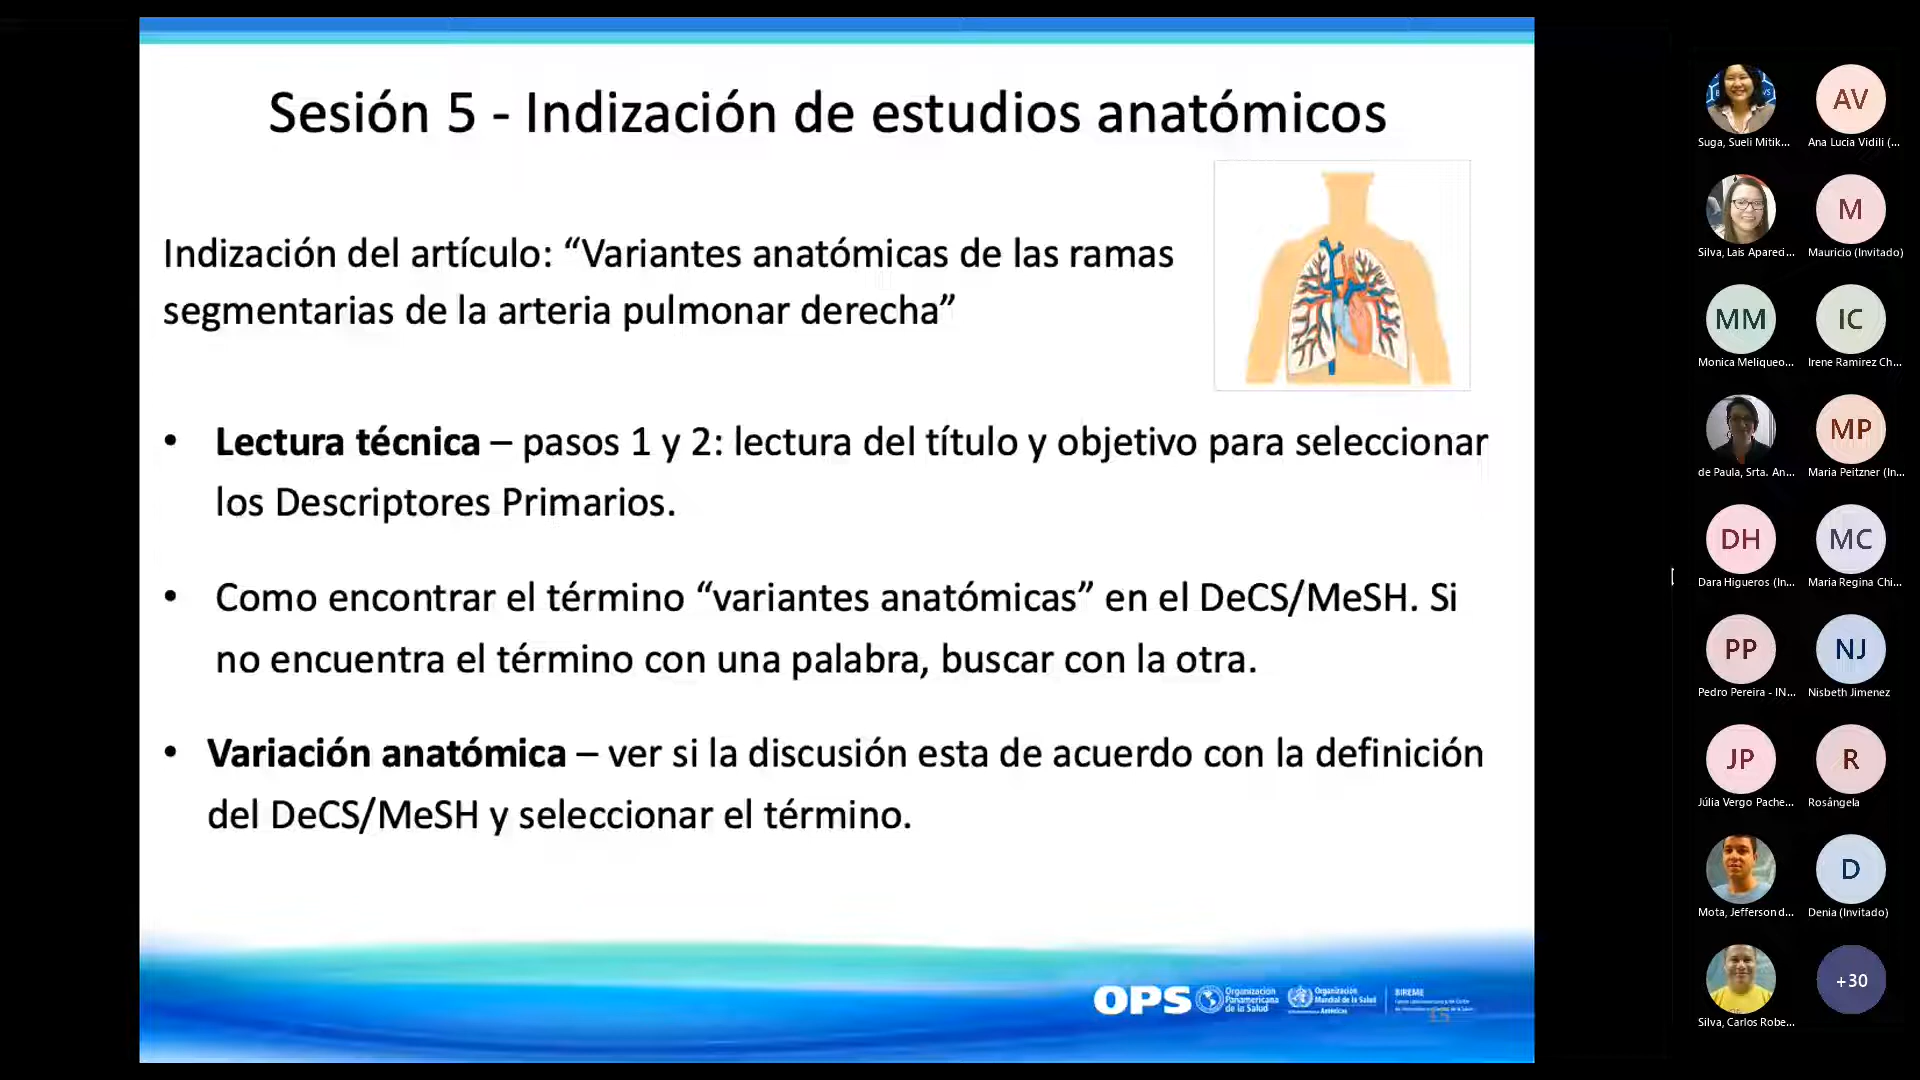 Sesión 5 - Indización de estudios anatómicos
Indización del artículo: “Variantes anatómicas de las ramas
segmentarias de la arteria pulmonar derecha”
• Lectura técnica – pasos 1 y 2: lectura del título y objetivo para seleccionar
los Descriptores Primarios.
• Como encontrar el término “variantes anatómicas” en el DeCS/MeSH. Si
no encuentra el término con una palabra, buscar con la otra.
• Variación anatómica – ver si la discusión esta de acuerdo con la definición
del DeCS/MeSH y seleccionar el término.
OPS
Organización
Panamericana
de la Salud
Organización
Mundial de la Salud
Américas
BIREME
15
Suga, Sueli Mitik...
AV
Ana Lucia Vidili (...
Silva, Lais Apareci...
M
Mauricio (Invitado)
MM
Monica Meliqueo...
IC
Irene Ramirez Ch...
de Paula, Srta. An...
MP
Maria Peitzner (In...
DH
Dara Higueros (In...
MC
Maria Regina Chi...
PP
Pedro Pereira - IN...
NJ
Nisbeth Jimenez
JP
Júlia Vergo Pache...
R
Rosângela
Mota, Jefferson d...
D
Denia (Invitado)
Silva, Carlos Robe...
+30